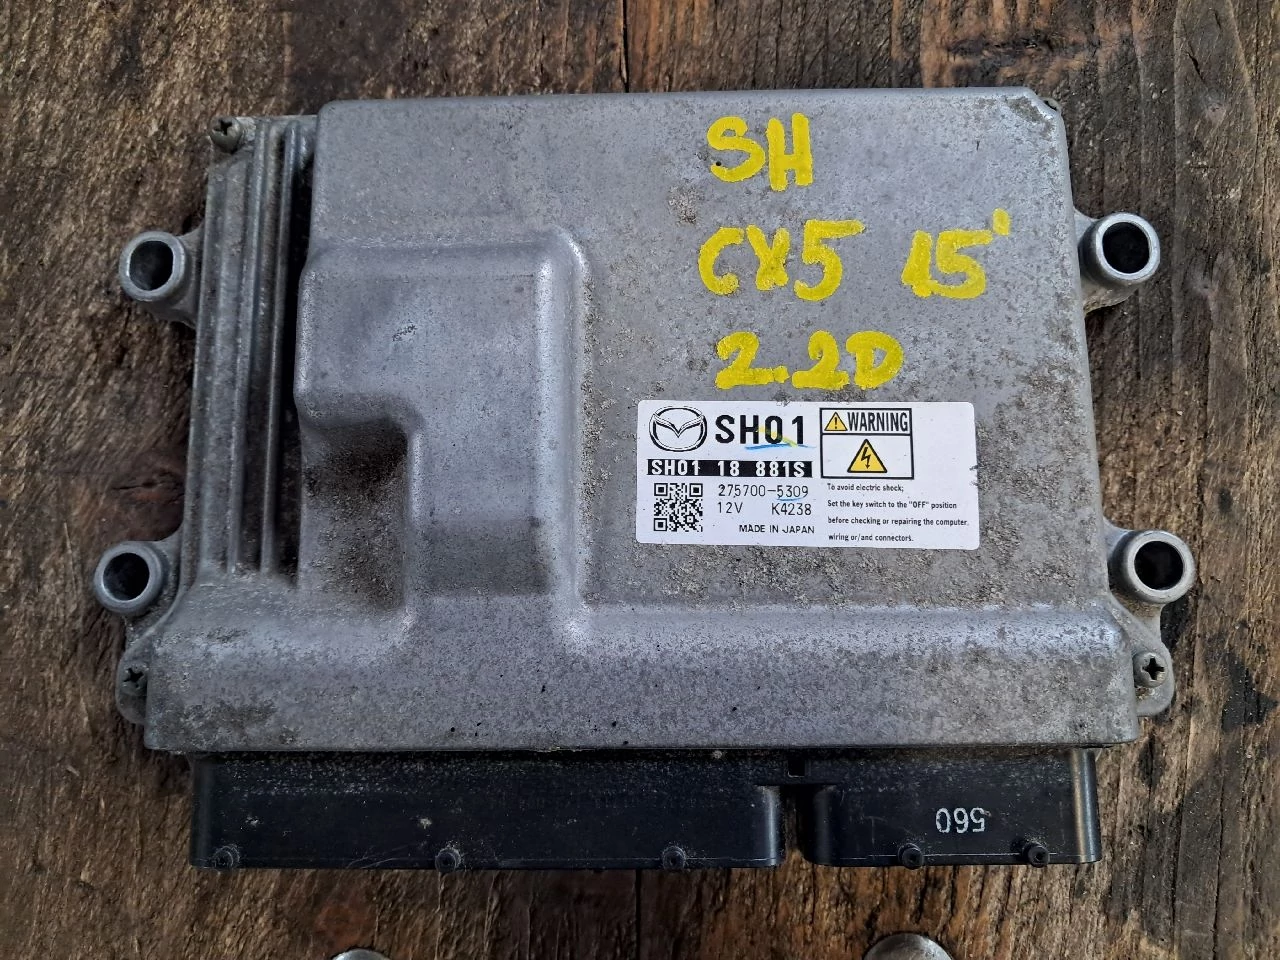 SH
CX5 15'
2.2D
SH01
SH01 18 881S
275700-5309
12V K4238
MADE IN JAPAN
WARNING
To avoid electric shock;
Set the key switch to the "OFF" position
before checking or repairing the computer.
wiring or/and connectors.
560